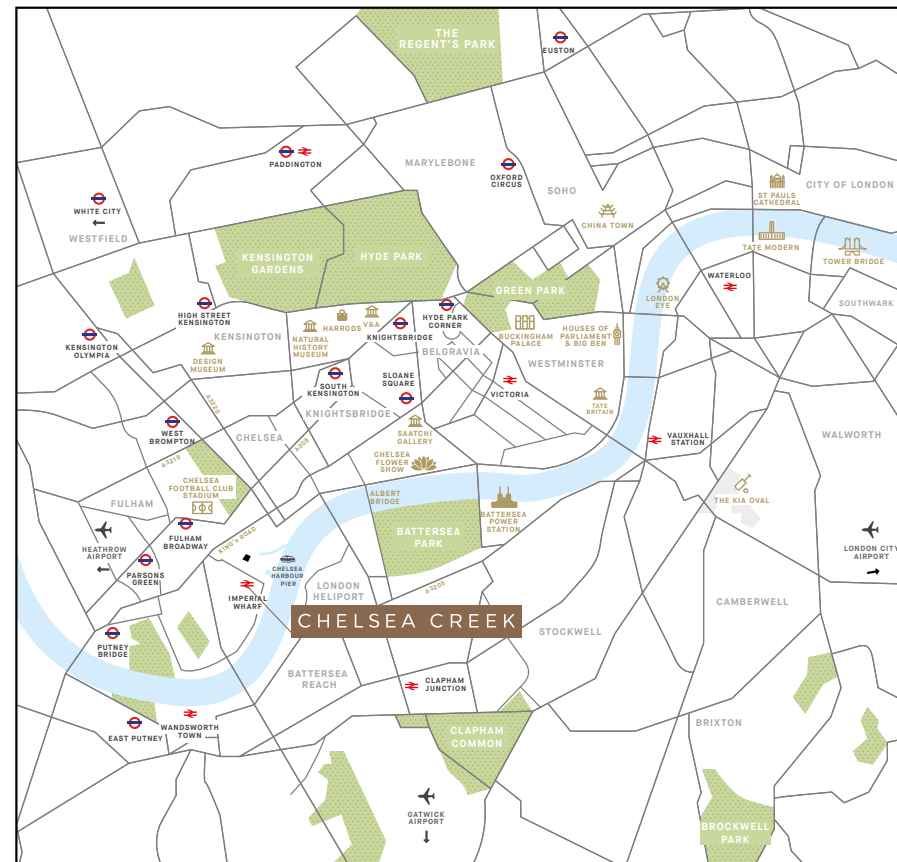 THE
REGENT'S PARK
EUSTON
PADDINGTON
MARYLEBONE
OXFORD
CIRCUS
SOHO
ST PAULS
CATHEDRAL
CITY OF LONDON
WHITE CITY
WESTFIELD
CHINA TOWN
TATE MODERN
TOWER BRIDGE
KENSINGTON
GARDENS
HYDE PARK
GREEN PARK
WATERLOO
LONDON
EYE
SOUTHWARK
HIGH STREET
KENSINGTON
KENSINGTON
HARRODS
V&A
HYDE PARK
CORNER
KNIGHTSBRIDGE
NATURAL
HISTORY
MUSEUM
BUCKINGHAM
PALACE
HOUSES OF
PARLIAMENT
& BIG BEN
KENSINGTON
OLYMPIA
DESIGN
MUSEUM
BELGRAVIA
WESTMINSTER
SOUTH
KENSINGTON
SLOANE
SQUARE
VICTORIA
A3220
KNIGHTSBRIDGE
TATE
BRITAIN
WEST
BROMPTON
CHELSEA
A308
SAATCHI
GALLERY
VAUXHALL
STATION
WALWORTH
A3218
CHELSEA
FLOWER
SHOW
CHELSEA
FOOTBALL CLUB
STADIUM
ALBERT
BRIDGE
THE KIA OVAL
FULHAM
BATTERSEA
POWER
STATION
HEATHROW
AIRPORT
FULHAM
BROADWAY
KING'S ROAD
BATTERSEA
PARK
LONDON CITY
AIRPORT
PARSONS
GREEN
CHELSEA
HARBOUR
PIER
IMPERIAL
WHARF
LONDON
HELIPORT
A3205
CAMBERWELL
CHELSEA CREEK
STOCKWELL
PUTNEY
BRIDGE
BATTERSEA
REACH
CLAPHAM
JUNCTION
EAST PUTNEY
WANDSWORTH
TOWN
CLAPHAM
COMMON
BRIXTON
GATWICK
AIRPORT
BROCKWELL
PARK